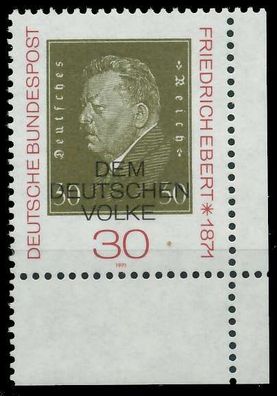 DEUTSCHE BUNDESPOST
FRIEDRICH EBERT * 1871
Deutsches
Reich
50 50
DEM
DEUTSCHEN
VOLKE
30
1971